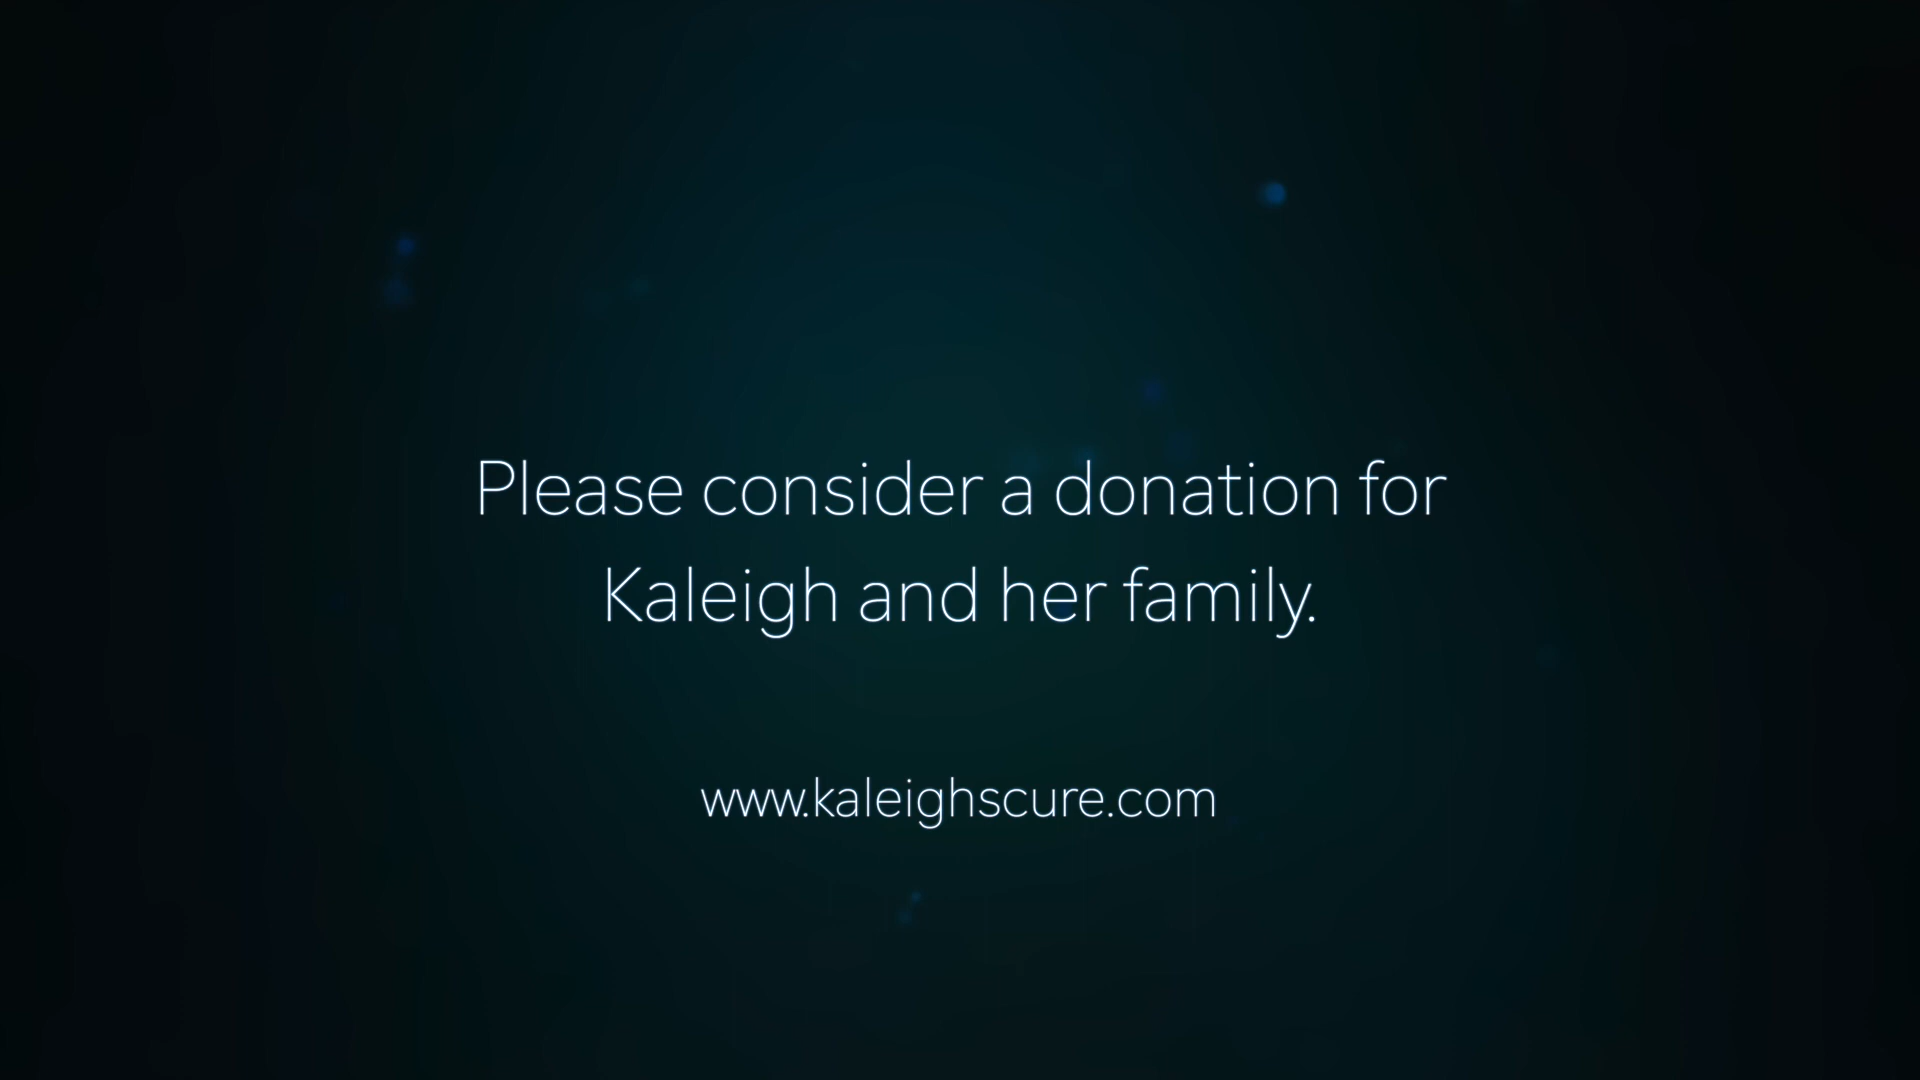 Please consider a donation for
Kaleigh and her family.
www.kaleighscure.com